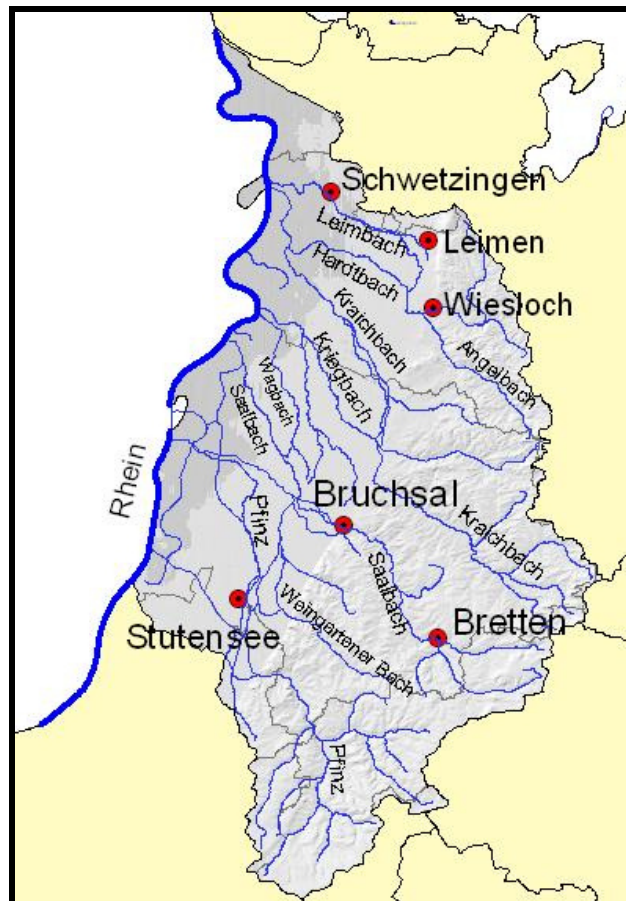 Schwetzingen
Leimbach
Leimen
Hardtbach
Wiesloch
Kraichbach
Angelbach
Kriegbach
Wagbach
Saalbach
Rhein
Bruchsal
Pfinz
Kraichbach
Saalbach
Stutensee
Weingartener Bach
Bretten
Pfinz